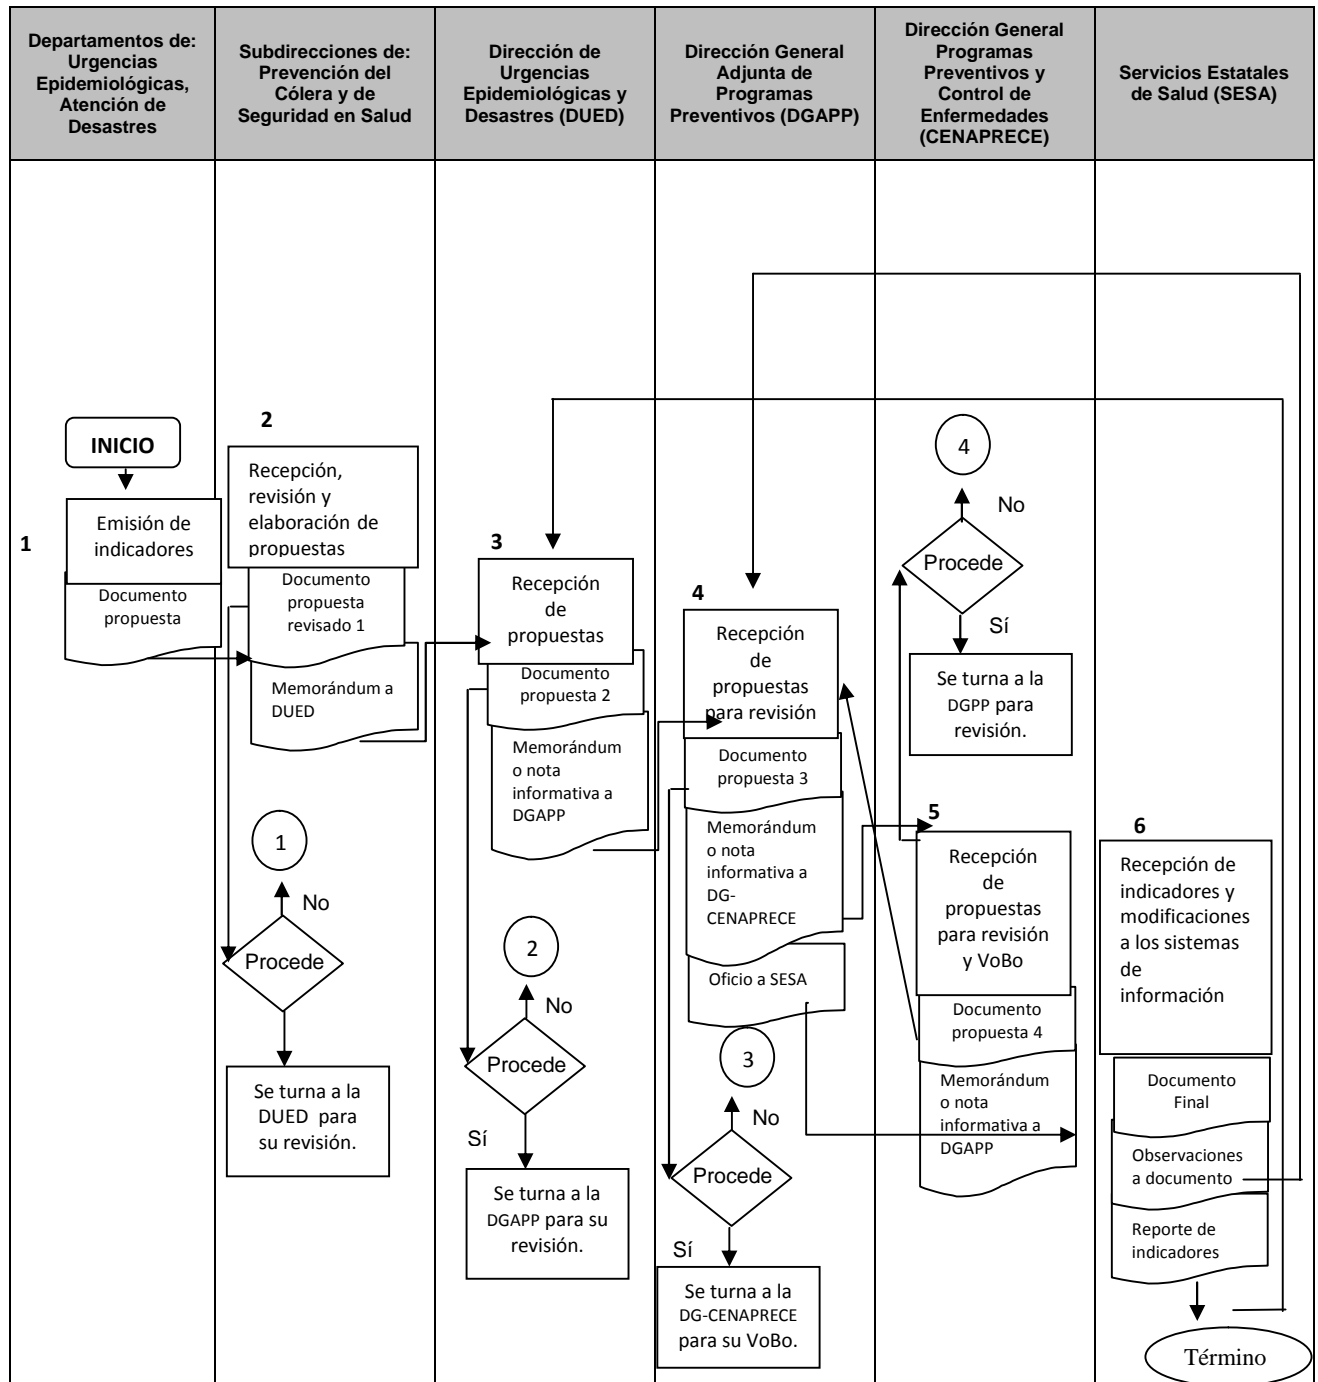 Departamentos de:
Urgencias
Epidemiológicas,
Atención de
Desastres
Subdirecciones de:
Prevención del
Cólera y de
Seguridad en Salud
Dirección de
Urgencias
Epidemiológicas y
Desastres (DUED)
Dirección General
Adjunta de
Programas
Preventivos (DGAPP)
Dirección General
Programas
Preventivos y
Control de
Enfermedades
(CENAPRECE)
Servicios Estatales
de Salud (SESA)
INICIO
1
Emisión de
indicadores
Documento
propuesta
2
Recepción,
revisión y
elaboración de
propuestas
Documento
propuesta
revisado 1
Memorándum a
DUED
1
No
Procede
Se turna a la
DUED para
su revisión.
3
Recepción
de
propuestas
Documento
propuesta 2
Memorándum
o nota
informativa a
DGAPP
2
No
Procede
Sí
Se turna a la
DGAPP para su
revisión.
4
Recepción
de
propuestas
para revisión
Documento
propuesta 3
Memorándum
o nota
informativa a
DG-
CENAPRECE
Oficio a SESA
3
No
Procede
Sí
Se turna a la
DG-CENAPRECE
para su VoBo.
4
No
Procede
Sí
Se turna a la
DGPP para
revisión.
5
Recepción
de
propuestas
para revisión
y VoBo
Documento
propuesta 4
Memorándum
o nota
informativa a
DGAPP
6
Recepción de
indicadores y
modificaciones
a los sistemas
de
información
Documento
Final
Observaciones
a documento
Reporte de
indicadores
Término